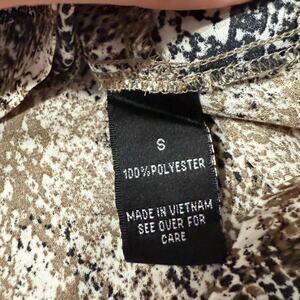 S
100% POLYESTER
MADE IN VIETNAM
SEE OVER FOR
CARE